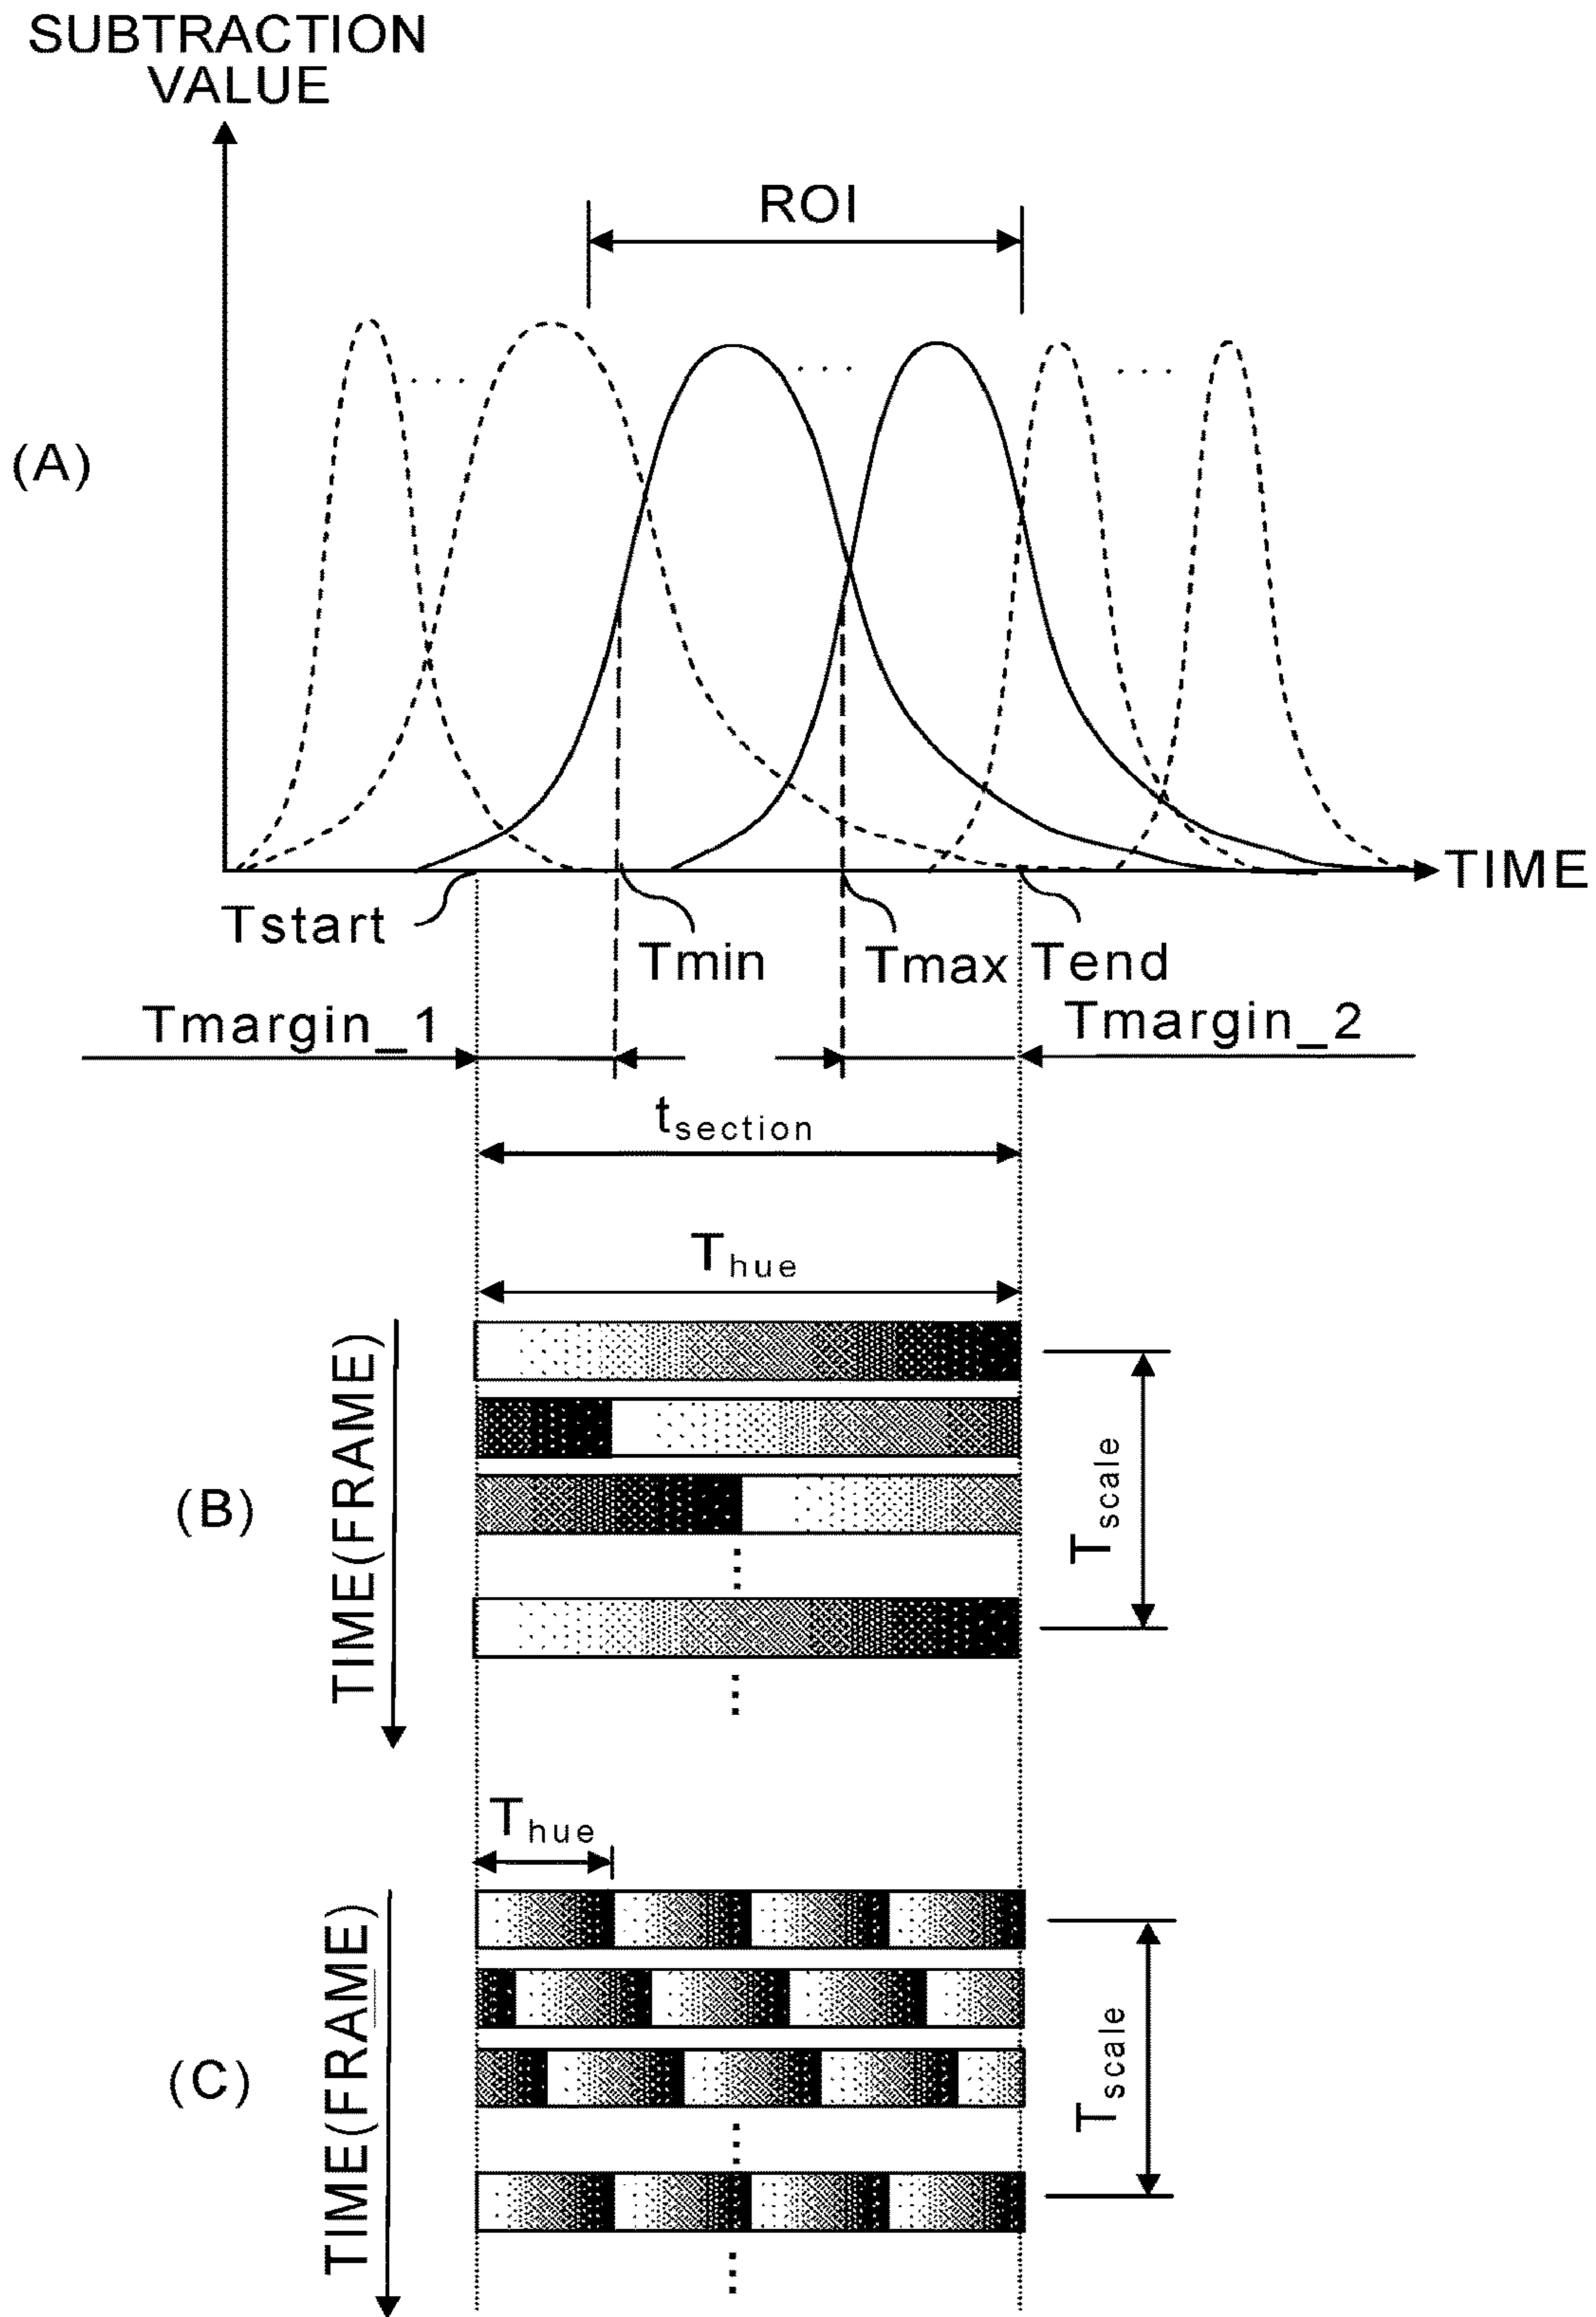 SUBTRACTION
VALUE
ROI
(A)
TIME
Tstart
Tmin
Tmax
Tend
Tmargin_1
Tmargin_2
tsection
Thue
TIME(FRAME)
(B)
Tscale
Thue
TIME(FRAME)
(C)
Tscale